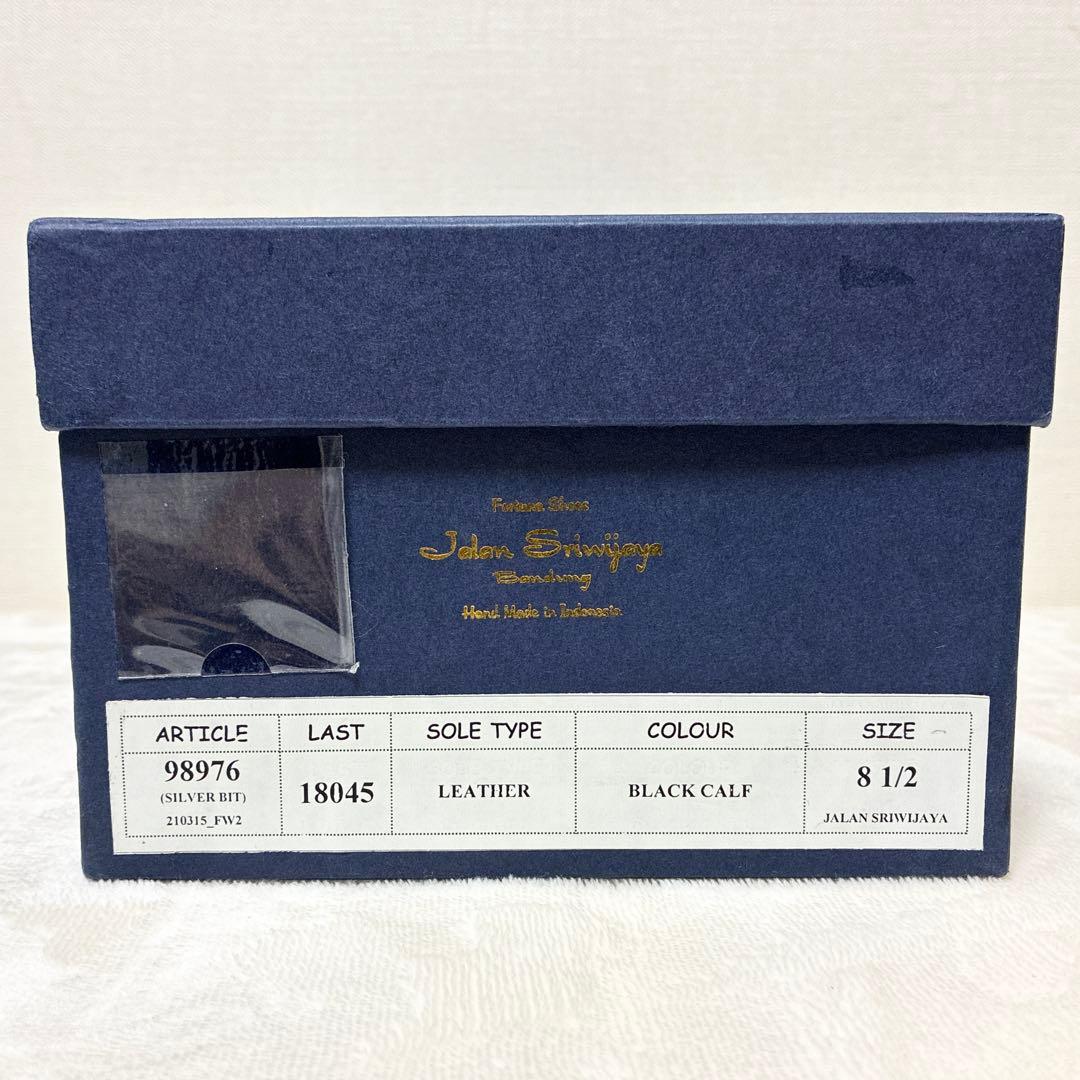 Fortuna Shoes
Jalan Sriwijaya
Bandung
Hand Made in Indonesia
ARTICLE LAST SOLE TYPE COLOUR SIZE
98976
(SILVER BIT)
210315_FW2
18045
LEATHER
BLACK CALF
8 1/2
JALAN SRIWIJAYA